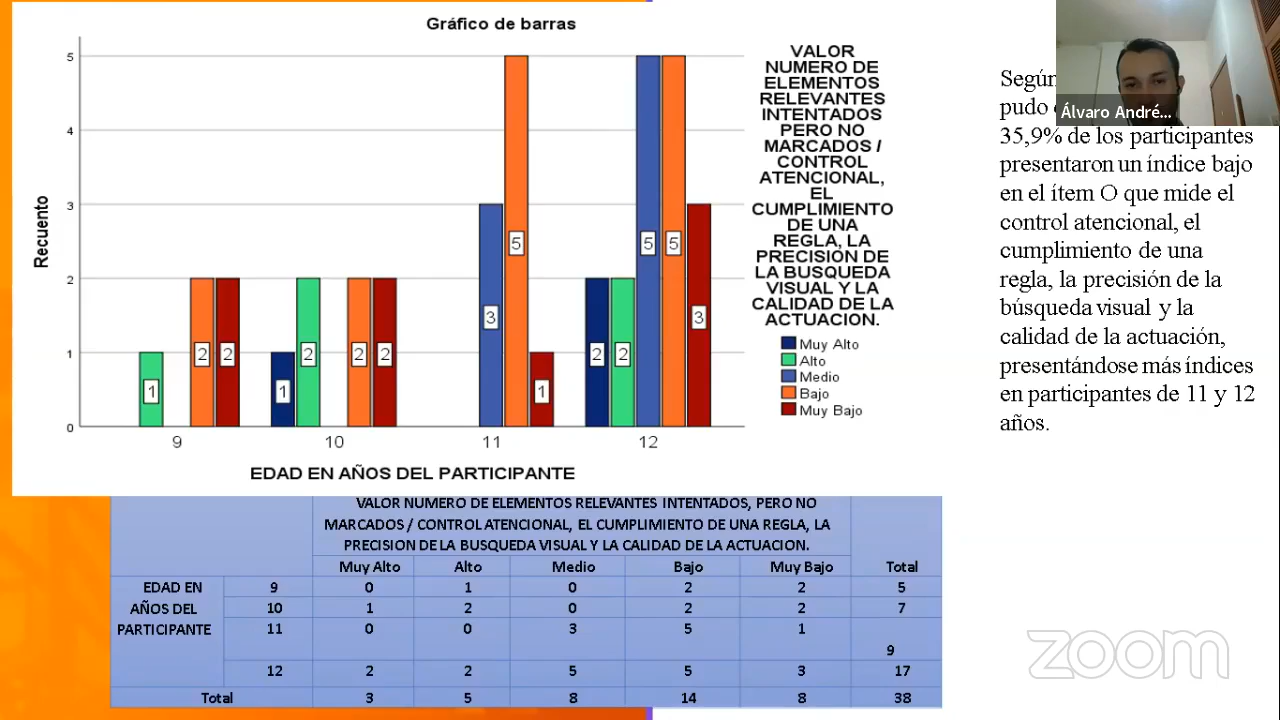 Gráfico de barras
5
4
3
2
1
0
Recuento
1
2
2
1
2
2
2
3
5
1
2
2
5
5
3
9
10
11
12
EDAD EN AÑOS DEL PARTICIPANTE
VALOR
NUMERO DE
ELEMENTOS
RELEVANTES
INTENTADOS
PERO NO
MARCADOS /
CONTROL
ATENCIONAL,
EL
CUMPLIMIENTO
DE UNA
REGLA, LA
PRECISION DE
LA BUSQUEDA
VISUAL Y LA
CALIDAD DE LA
ACTUACION.
Muy Alto
Alto
Medio
Bajo
Muy Bajo
Según
pudo
35,9% de los participantes
presentaron un índice bajo
en el ítem O que mide el
control atencional, el
cumplimiento de una
regla, la precisión de la
búsqueda visual y la
calidad de la actuación,
presentándose más índices
en participantes de 11 y 12
años.
Álvaro André...
VALOR NUMERO DE ELEMENTOS RELEVANTES INTENTADOS, PERO NO
MARCADOS / CONTROL ATENCIONAL, EL CUMPLIMIENTO DE UNA REGLA, LA
PRECISION DE LA BUSQUEDA VISUAL Y LA CALIDAD DE LA ACTUACION.
Muy Alto Alto Medio Bajo Muy Bajo Total
EDAD EN 9 0 1 0 2 2 5
AÑOS DEL 10 1 2 0 2 2 7
PARTICIPANTE 11 0 0 3 5 1
9
12 2 2 5 5 3 17
Total 3 5 8 14 8 38
zoom